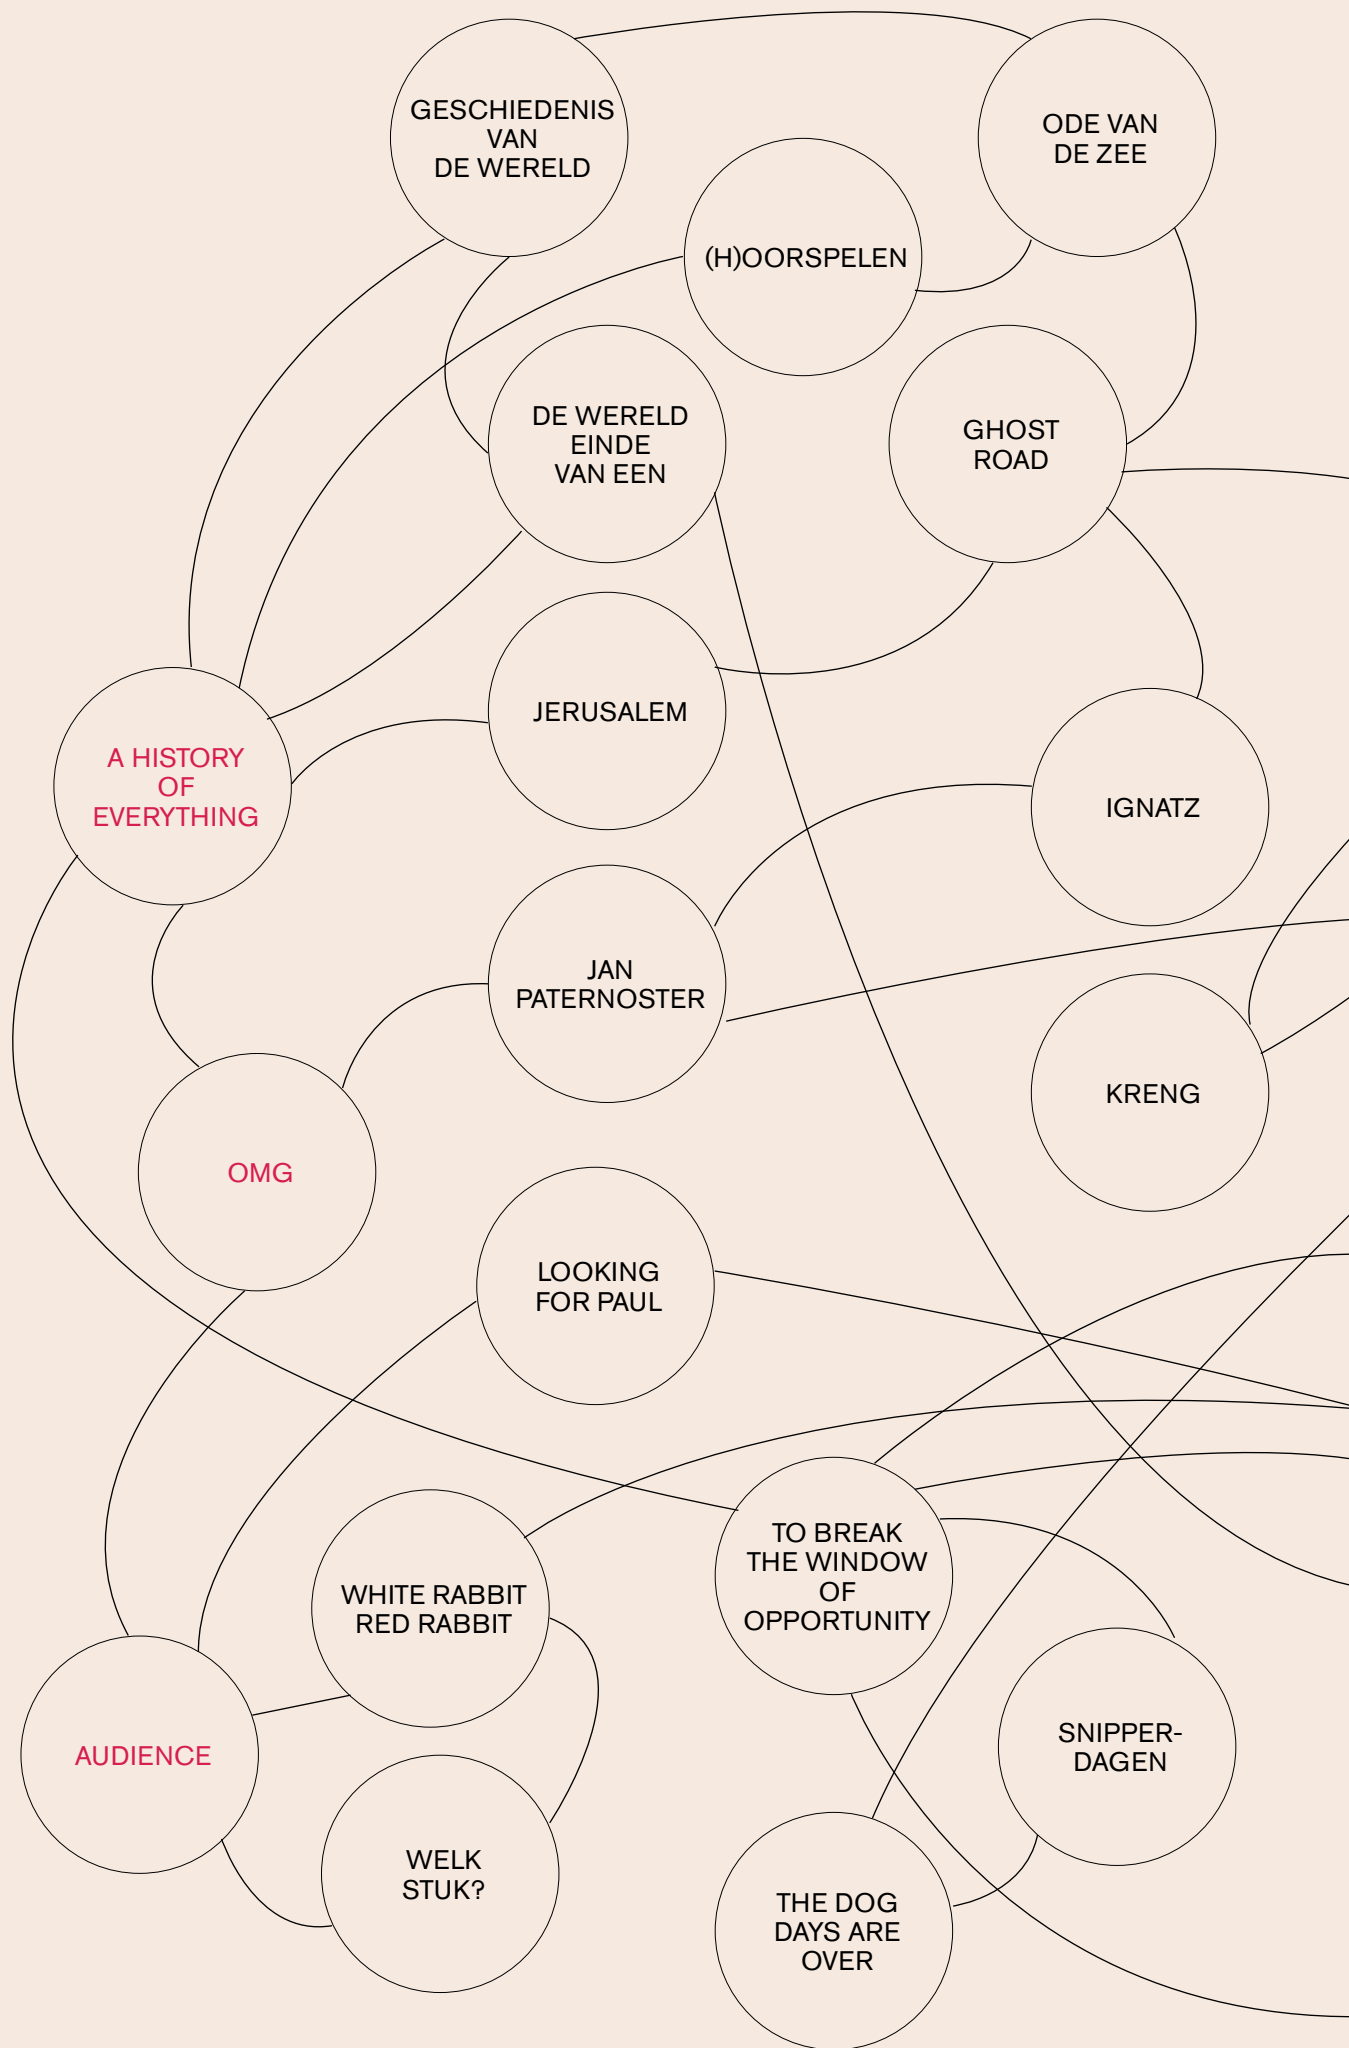 GESCHIEDENIS
VAN
DE WERELD
ODE VAN
DE ZEE
(H)OORSPELEN
DE WERELD
EINDE
VAN EEN
GHOST
ROAD
JERUSALEM
A HISTORY
OF
EVERYTHING
IGNATZ
JAN
PATERNOSTER
KRENG
OMG
LOOKING
FOR PAUL
TO BREAK
THE WINDOW
OF
OPPORTUNITY
WHITE RABBIT
RED RABBIT
AUDIENCE
SNIPPER-
DAGEN
WELK
STUK?
THE DOG
DAYS ARE
OVER